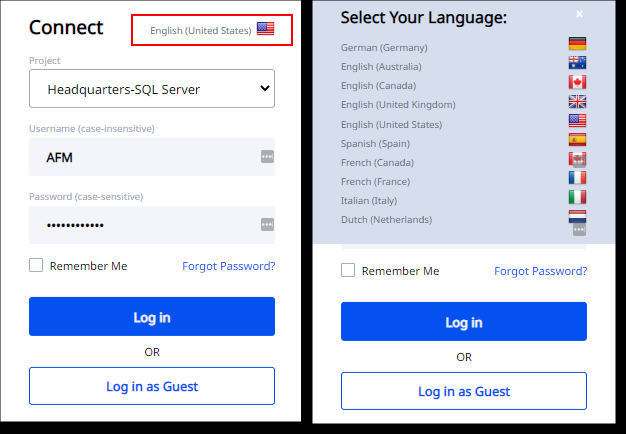 Connect
English (United States)
Project
Headquarters-SQL Server
Username (case-insensitive)
AFM
Password (case-sensitive)
••••••••••••
Remember Me
Forgot Password?
Log in
OR
Log in as Guest
Select Your Language:
x
German (Germany)
English (Australia)
English (Canada)
English (United Kingdom)
English (United States)
Spanish (Spain)
French (Canada)
French (France)
Italian (Italy)
Dutch (Netherlands)
Remember Me
Forgot Password?
Log in
OR
Log in as Guest